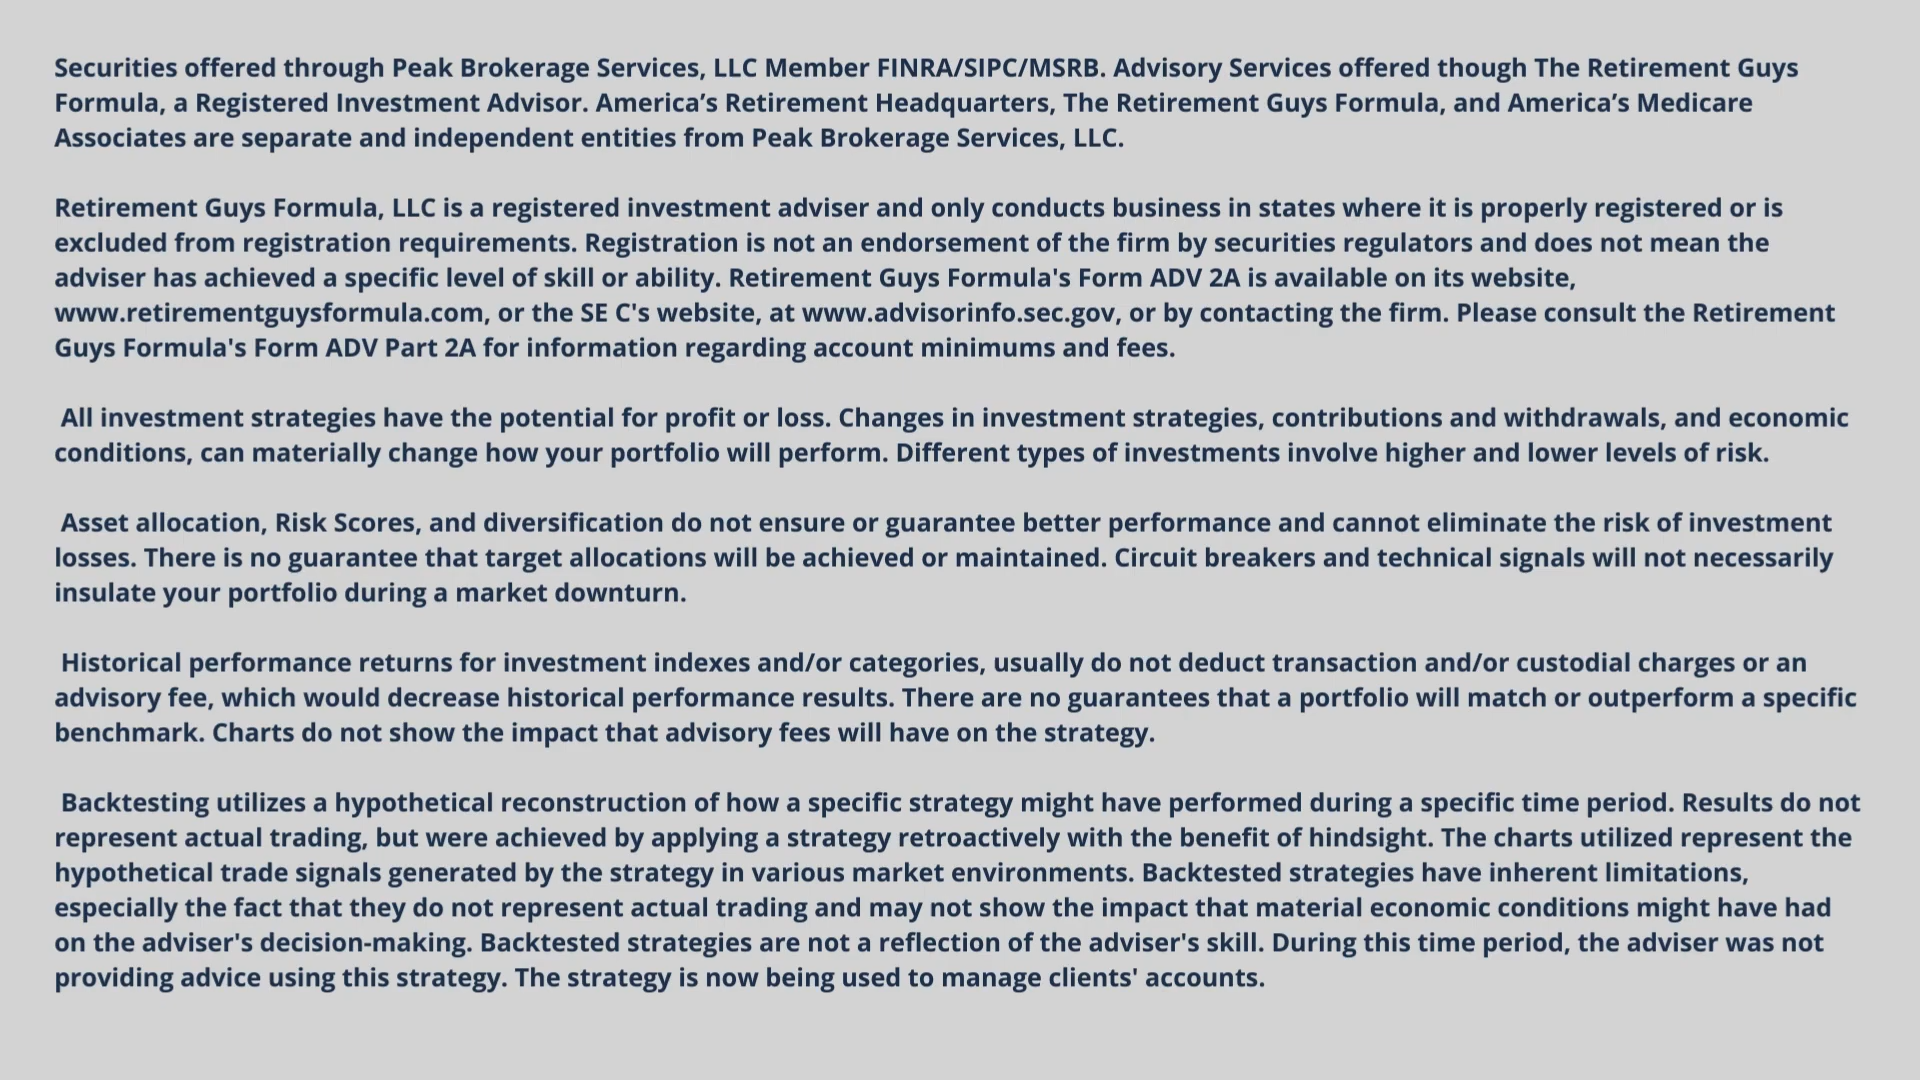 Securities offered through Peak Brokerage Services, LLC Member FINRA/SIPC/MSRB. Advisory Services offered though The Retirement Guys
Formula, a Registered Investment Advisor. America’s Retirement Headquarters, The Retirement Guys Formula, and America’s Medicare
Associates are separate and independent entities from Peak Brokerage Services, LLC.
Retirement Guys Formula, LLC is a registered investment adviser and only conducts business in states where it is properly registered or is
excluded from registration requirements. Registration is not an endorsement of the firm by securities regulators and does not mean the
adviser has achieved a specific level of skill or ability. Retirement Guys Formula's Form ADV 2A is available on its website,
www.retirementguysformula.com, or the SE C's website, at www.advisorinfo.sec.gov, or by contacting the firm. Please consult the Retirement
Guys Formula's Form ADV Part 2A for information regarding account minimums and fees.
All investment strategies have the potential for profit or loss. Changes in investment strategies, contributions and withdrawals, and economic
conditions, can materially change how your portfolio will perform. Different types of investments involve higher and lower levels of risk.
Asset allocation, Risk Scores, and diversification do not ensure or guarantee better performance and cannot eliminate the risk of investment
losses. There is no guarantee that target allocations will be achieved or maintained. Circuit breakers and technical signals will not necessarily
insulate your portfolio during a market downturn.
Historical performance returns for investment indexes and/or categories, usually do not deduct transaction and/or custodial charges or an
advisory fee, which would decrease historical performance results. There are no guarantees that a portfolio will match or outperform a specific
benchmark. Charts do not show the impact that advisory fees will have on the strategy.
Backtesting utilizes a hypothetical reconstruction of how a specific strategy might have performed during a specific time period. Results do not
represent actual trading, but were achieved by applying a strategy retroactively with the benefit of hindsight. The charts utilized represent the
hypothetical trade signals generated by the strategy in various market environments. Backtested strategies have inherent limitations,
especially the fact that they do not represent actual trading and may not show the impact that material economic conditions might have had
on the adviser's decision-making. Backtested strategies are not a reflection of the adviser's skill. During this time period, the adviser was not
providing advice using this strategy. The strategy is now being used to manage clients' accounts.